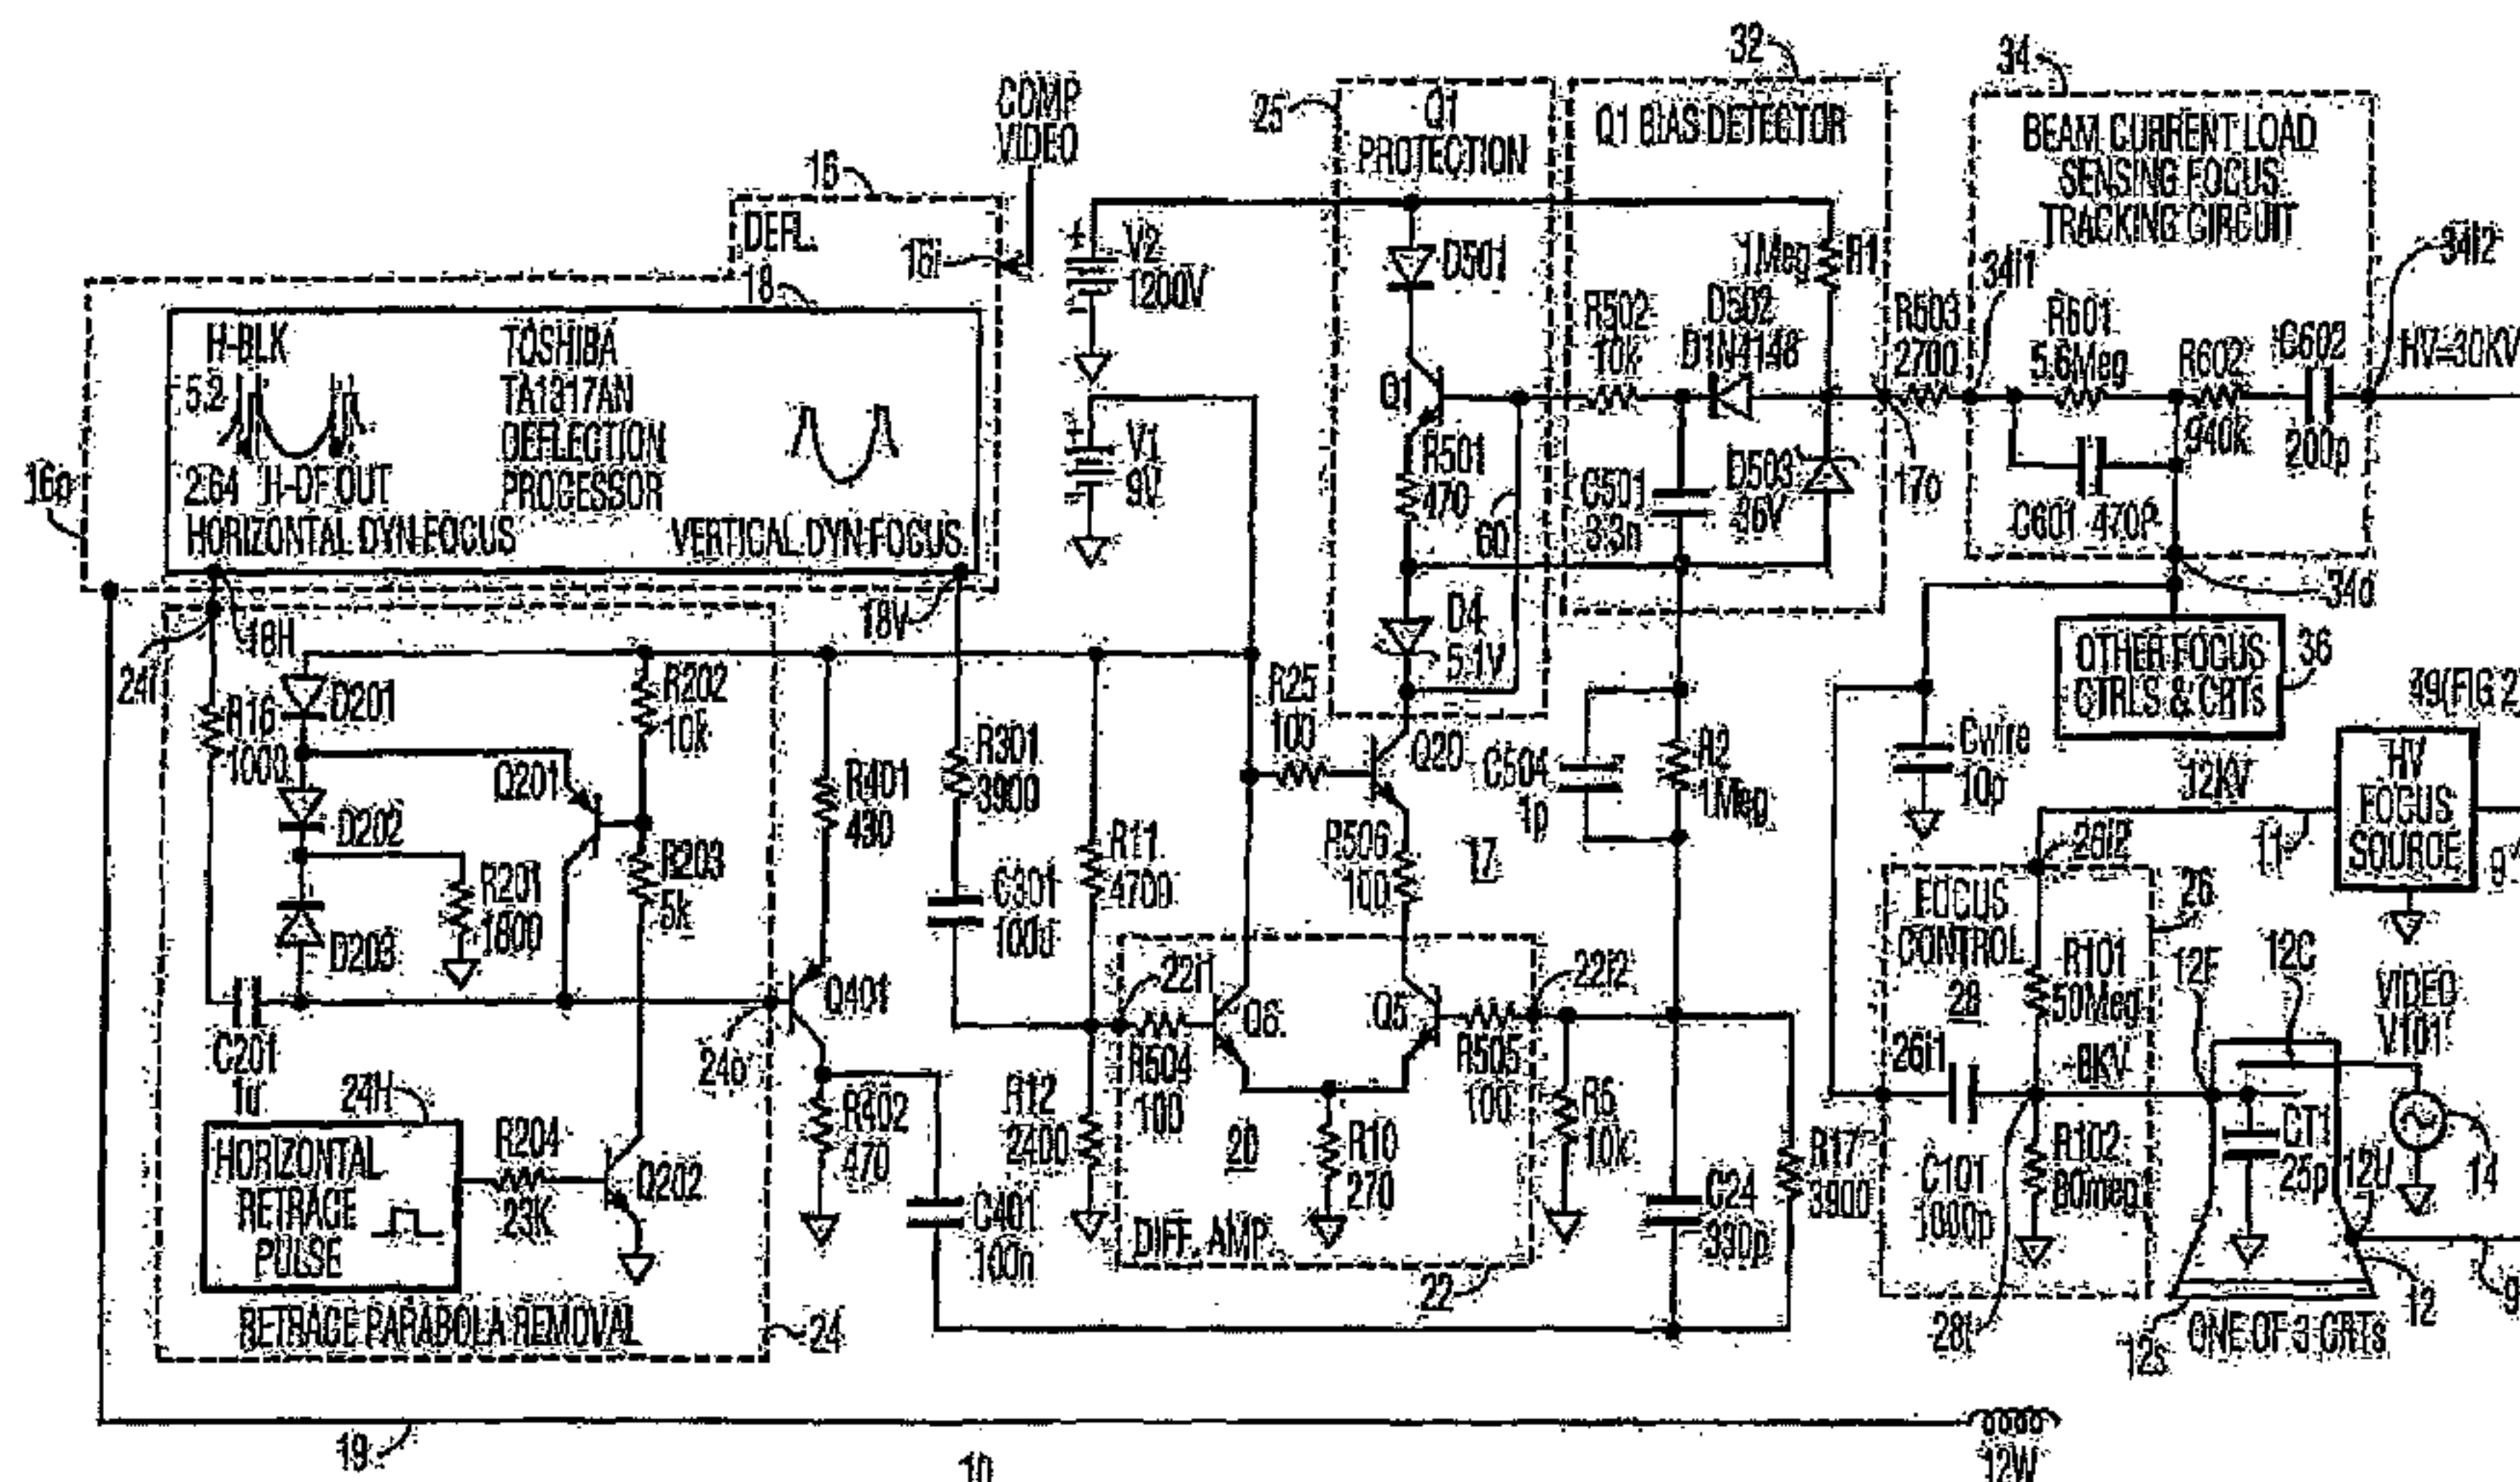 COMP
VIDEO
16
DEFL.
16i
18
H-BLK
5.2
2.64 H-DF OUT
HORIZONTAL DYN FOCUS
TOSHIBA
TA1317AN
DEFLECTION
PROCESSOR
VERTICAL DYN FOCUS
16o
18H
18V
24i
V2
1200V
V1
9V
25
Q1
PROTECTION
D501
Q1
R501
470
60
D4
5.1V
32
Q1 BIAS DETECTOR
1Meg
R1
R502
10k
D502
D1N4148
C501
3.3n
D503
36V
R503
2700
17o
34
BEAM CURRENT LOAD
SENSING FOCUS
TRACKING CIRCUIT
34i1
34i2
R601
5.6Meg
R602
940k
C602
200p
HV=30KV
C601 470P
34o
OTHER FOCUS
CTRLS & CRTs
36
R16
1000
D201
D202
D203
Q201
R202
10k
R203
5k
R201
1800
C201
1u
24H
HORIZONTAL
RETRACE
PULSE
R204
23K
Q202
RETRACE PARABOLA REMOVAL
24
24o
R401
430
Q401
R402
470
R301
3900
C301
100u
C401
100n
R11
4700
R12
2400
R25
100
Q20
R506
100
17
C504
1p
R2
1Meg
22i1
R504
100
Q6
Q5
22i2
R505
100
20
R10
270
DIFF. AMP
22
R6
10k
C24
330p
R17
3900
Cwire
10p
12KV
11
49(FIG 2
HV
FOCUS
SOURCE
9
26i2
FOCUS
CONTROL
28
26
R101
50Meg
26i1
C101
1000p
~8KV
R102
80meg
28t
12F
12C
VIDEO
V101
14
CT1
25p
12U
12
12s
ONE OF 3 CRTs
9
19
10
12W